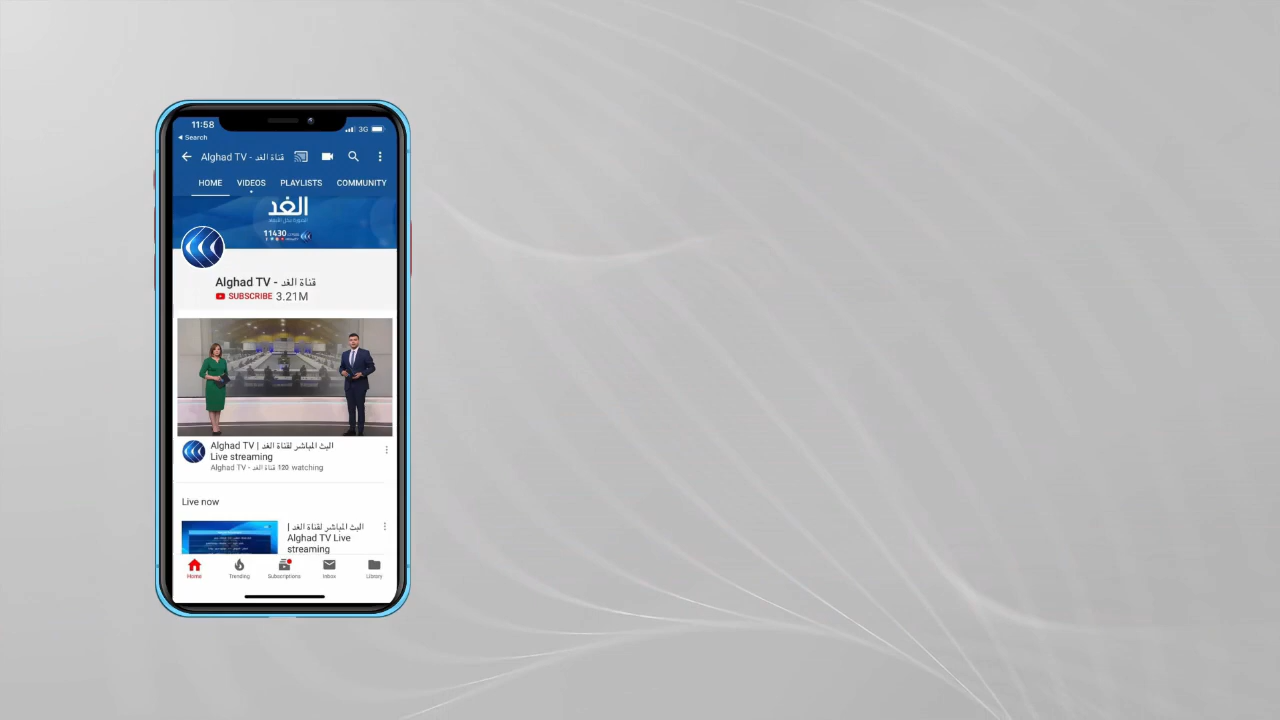 11:58
3G
Search
Alghad TV - قناة الغد
HOME VIDEOS PLAYLISTS COMMUNITY
الغد
11430
Alghad TV - قناة الغد
SUBSCRIBE 3.21M
Alghad TV | البث المباشر لقناة الغد
Live streaming
Alghad TV - قناة الغد 120 watching
Live now
البث المباشر لقناة الغد |
Alghad TV Live
streaming
Home Trending Subscriptions Inbox Library